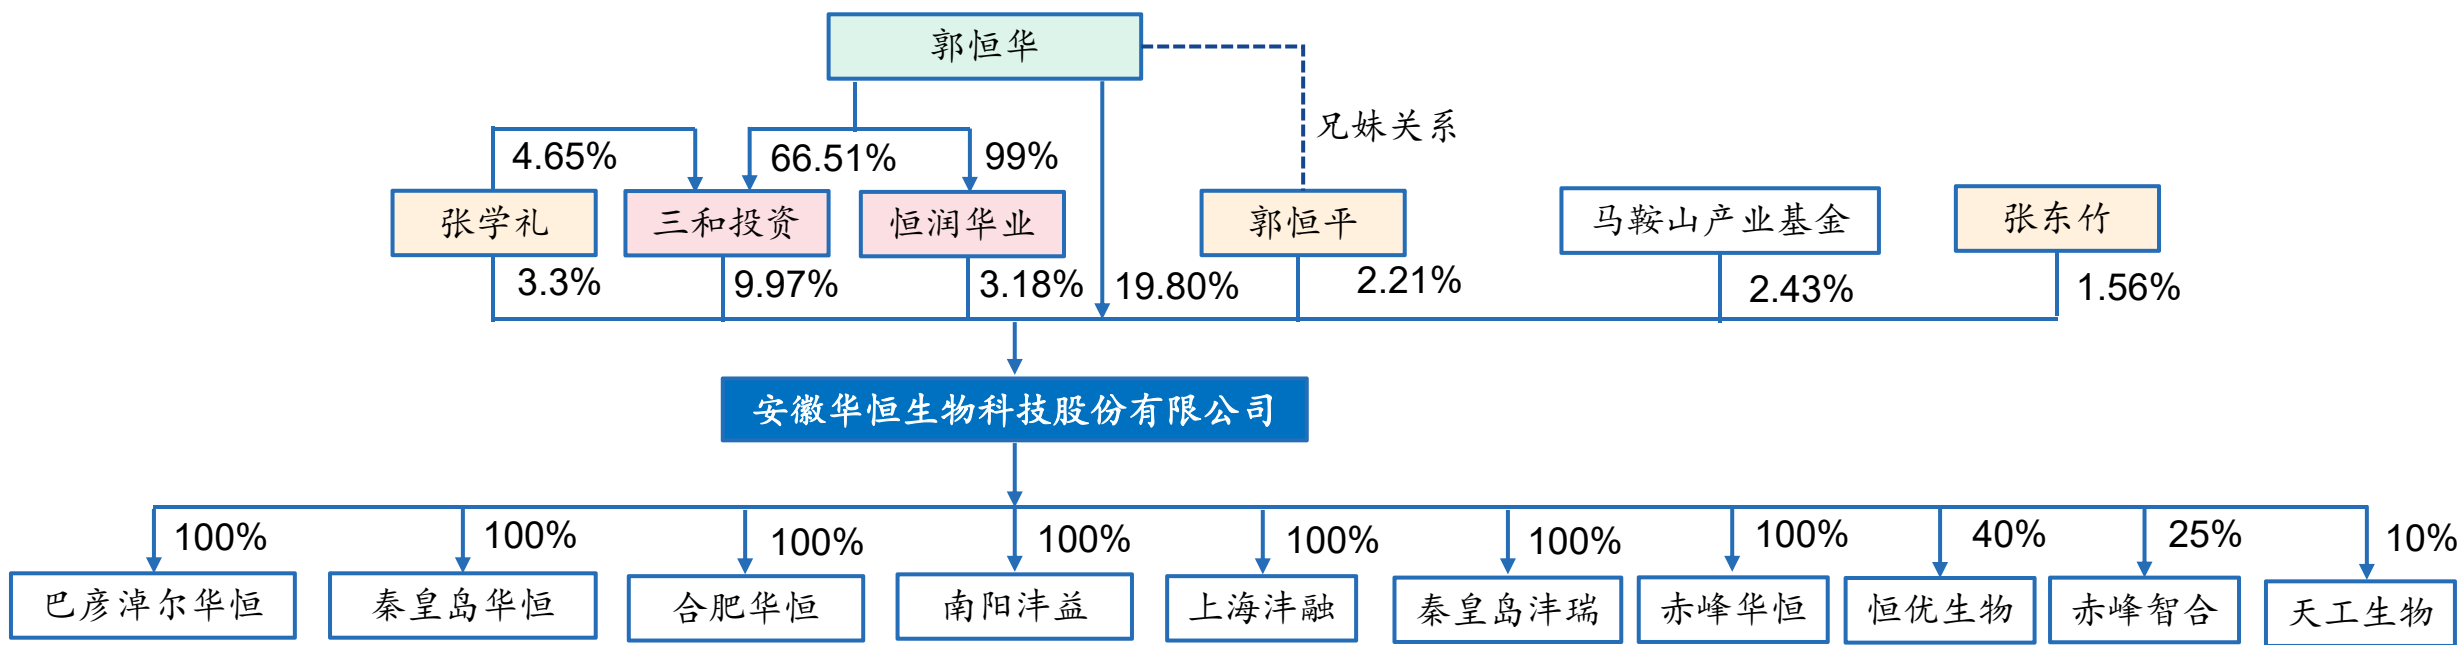 郭恒华
兄妹关系
4.65%
66.51%
99%
张学礼
三和投资
恒润华业
郭恒平
马鞍山产业基金
张东竹
3.3%
9.97%
3.18%
19.80%
2.21%
2.43%
1.56%
安徽华恒生物科技股份有限公司
100%
100%
100%
100%
100%
100%
100%
40%
25%
10%
巴彦淖尔华恒
秦皇岛华恒
合肥华恒
南阳沣益
上海沣融
秦皇岛沣瑞
赤峰华恒
恒优生物
赤峰智合
天工生物